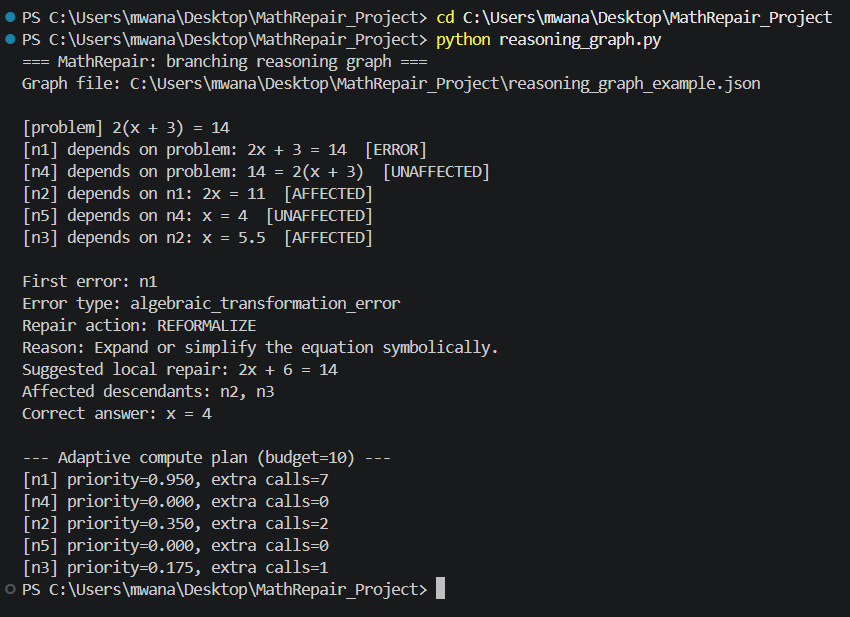 PS C:\Users\mwana\Desktop\MathRepair_Project> cd C:\Users\mwana\Desktop\MathRepair_Project
PS C:\Users\mwana\Desktop\MathRepair_Project> python reasoning_graph.py
=== MathRepair: branching reasoning graph ===
Graph file: C:\Users\mwana\Desktop\MathRepair_Project\reasoning_graph_example.json

[problem] 2(x + 3) = 14
[n1] depends on problem: 2x + 3 = 14  [ERROR]
[n4] depends on problem: 14 = 2(x + 3)  [UNAFFECTED]
[n2] depends on n1: 2x = 11  [AFFECTED]
[n5] depends on n4: x = 4  [UNAFFECTED]
[n3] depends on n2: x = 5.5  [AFFECTED]

First error: n1
Error type: algebraic_transformation_error
Repair action: REFORMALIZE
Reason: Expand or simplify the equation symbolically.
Suggested local repair: 2x + 6 = 14
Affected descendants: n2, n3
Correct answer: x = 4

--- Adaptive compute plan (budget=10) ---
[n1] priority=0.950, extra calls=7
[n4] priority=0.000, extra calls=0
[n2] priority=0.350, extra calls=2
[n5] priority=0.000, extra calls=0
[n3] priority=0.175, extra calls=1
PS C:\Users\mwana\Desktop\MathRepair_Project>